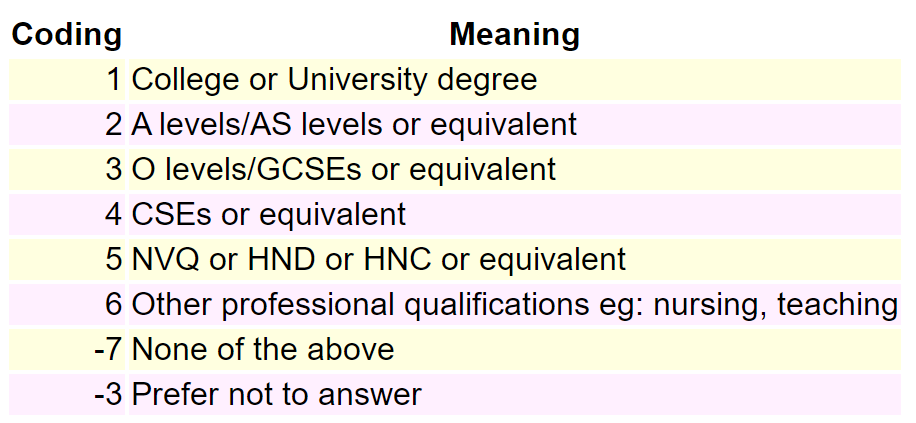 Coding Meaning
1 College or University degree
2 A levels/AS levels or equivalent
3 O levels/GCSEs or equivalent
4 CSEs or equivalent
5 NVQ or HND or HNC or equivalent
6 Other professional qualifications eg: nursing, teaching
-7 None of the above
-3 Prefer not to answer